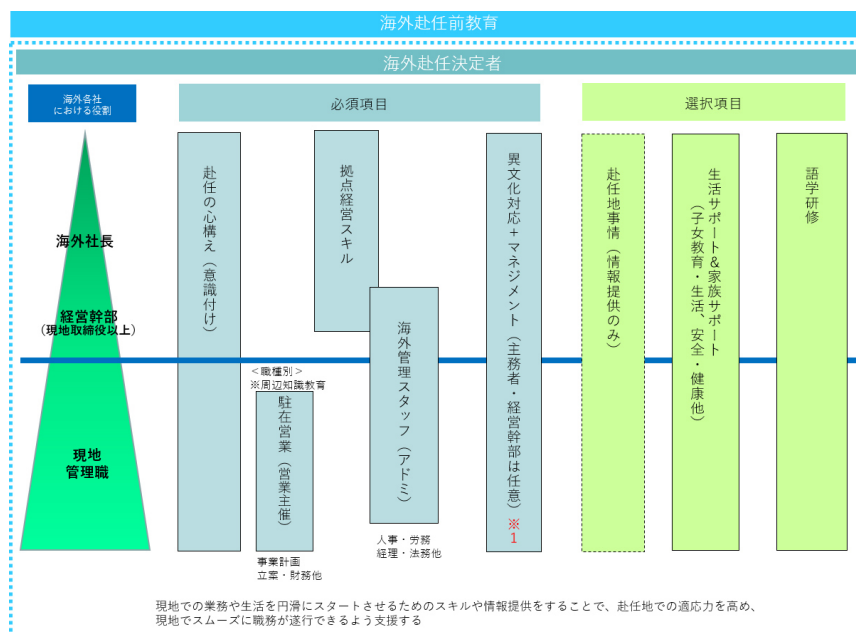 海外赴任前教育
海外赴任決定者
海外各社
における役割
必須項目
選択項目
海外社長
経営幹部
（現地取締役以上）
現地
管理職
赴任の心構え（意識付け）
拠点経営スキル
異文化対応＋マネジメント（主務者・経営幹部は任意）※1
赴任地事情（情報提供のみ）
生活サポート＆家族サポート
（子女教育・生活、安全・健康他）
語学研修
＜職種別＞
※周辺知識教育
駐在営業（営業主催）
海外管理スタッフ（アドミ）
事業計画
立案・財務他
人事・労務
経理・法務他
現地での業務や生活を円滑にスタートさせるためのスキルや情報提供をすることで、赴任地での適応力を高め、
現地でスムーズに職務が遂行できるよう支援する